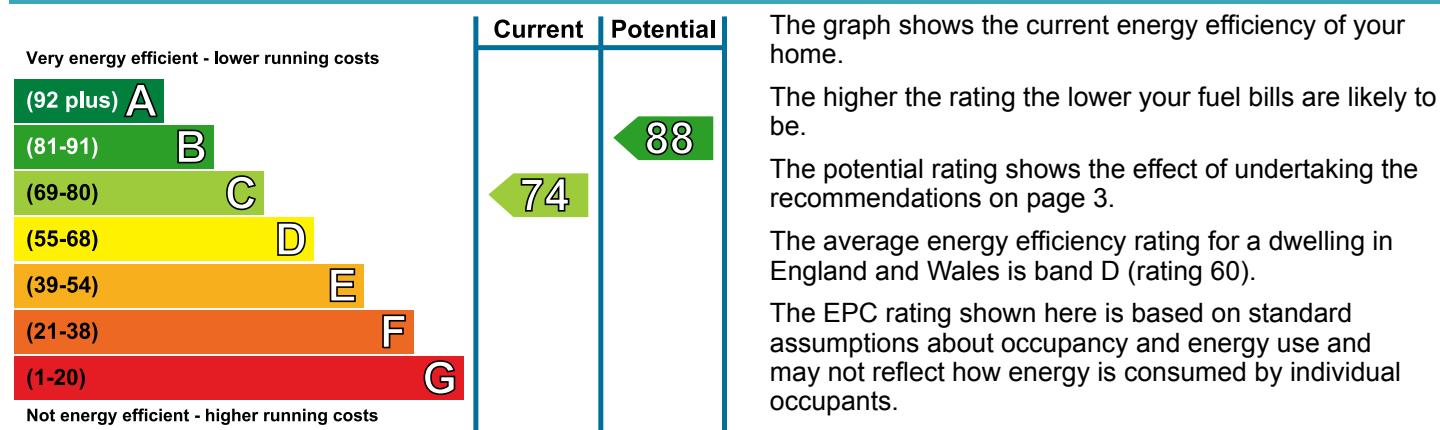 Current Potential
Very energy efficient - lower running costs
(92 plus) A
(81-91) B
88
(69-80) C
74
(55-68) D
(39-54) E
(21-38) F
(1-20) G
Not energy efficient - higher running costs
The graph shows the current energy efficiency of your
home.
The higher the rating the lower your fuel bills are likely to
be.
The potential rating shows the effect of undertaking the
recommendations on page 3.
The average energy efficiency rating for a dwelling in
England and Wales is band D (rating 60).
The EPC rating shown here is based on standard
assumptions about occupancy and energy use and
may not reflect how energy is consumed by individual
occupants.